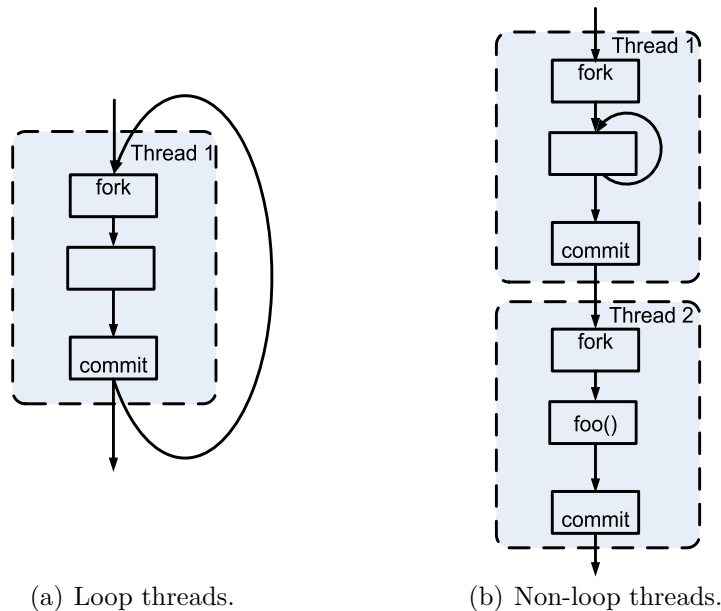 Thread 1
fork
commit
(a) Loop threads.
Thread 1
fork
commit
Thread 2
fork
foo()
commit
(b) Non-loop threads.